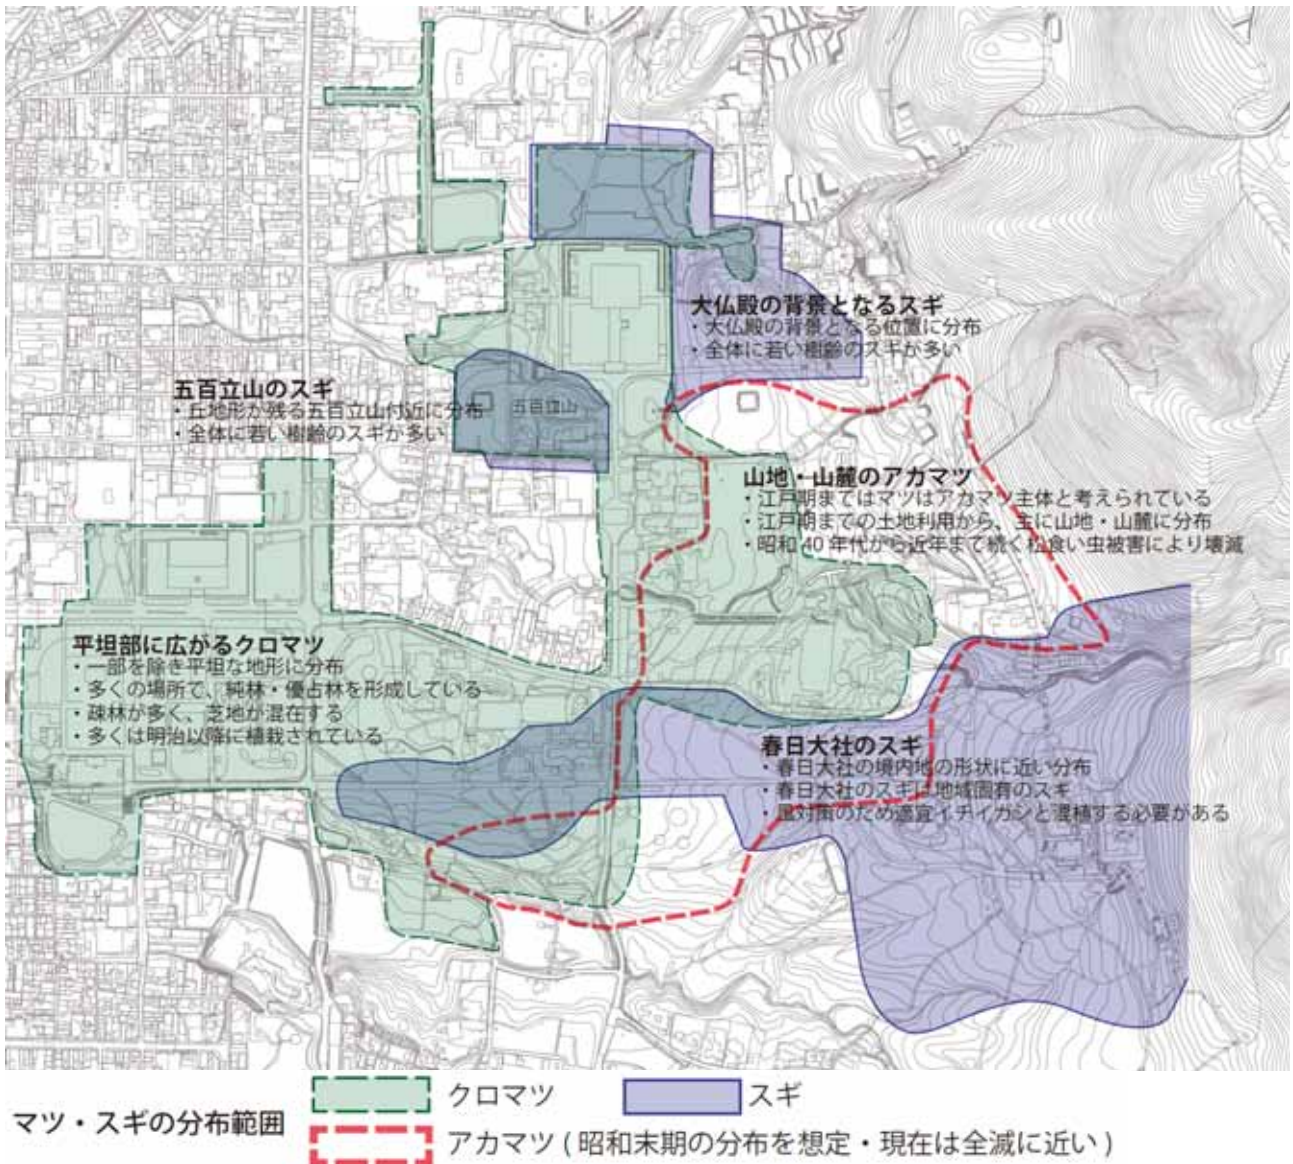 大仏殿の背景となるスギ
・大仏殿の背景となる位置に分布
・全体に若い樹齢のスギが多い
五百立山のスギ
・丘地形が残る五百立山付近に分布
・全体に若い樹齢のスギが多い
五百立山
山地・山麓のアカマツ
・江戸期まではマツはアカマツ主体と考えられている
・江戸期までの土地利用から、主に山地・山麓に分布
・昭和 40 年代から近年まで続く松食い虫被害により壊滅
平坦部に広がるクロマツ
・一部を除き平坦な地形に分布
・多くの場所で、純林・優占林を形成している
・疎林が多く、芝地が混在する
・多くは明治以降に植栽されている
春日大社のスギ
・春日大社の境内地の形状に近い分布
・春日大社のスギは地域固有のスギ
・風対策のため適宜イチイガシと混植する必要がある
マツ・スギの分布範囲
クロマツ
スギ
アカマツ ( 昭和末期の分布を想定・現在は全滅に近い )